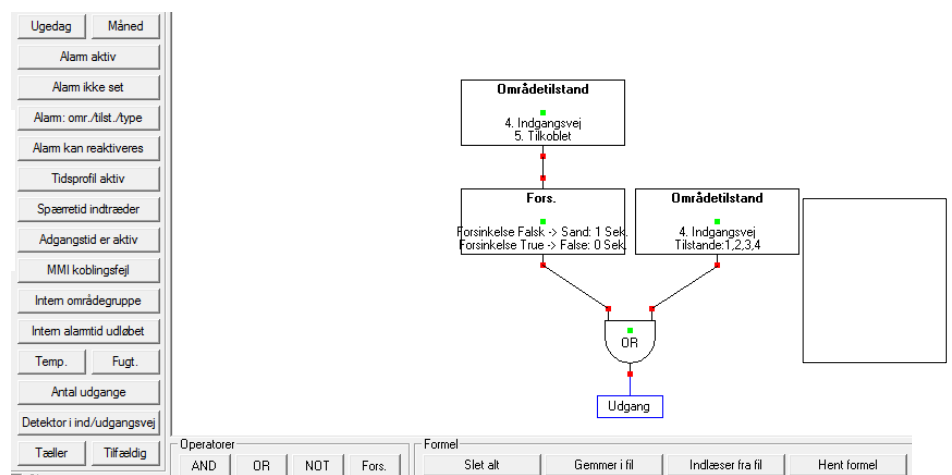 Ugedag
Måned
Alarm aktiv
Alarm ikke set
Alarm: omr./tilst./type
Alarm kan reaktiveres
Tidsprofil aktiv
Spærretid indtræder
Adgangstid er aktiv
MMI koblingsfejl
Intern områdegruppe
Intern alarmtid udløbet
Temp.
Fugt.
Antal udgange
Detektor i ind/udgangsvej
Tæller
Tilfældig
Områdetilstand
4. Indgangsvej
5. Tilkoblet
Fors.
Forsinkelse Falsk -> Sand: 1 Sek.
Forsinkelse True -> False: 0 Sek.
Områdetilstand
4. Indgangsvej
Tilstande:1,2,3,4
OR
Udgang
Operatorer
AND
OR
NOT
Fors.
Formel
Slet alt
Gemmer i fil
Indlæser fra fil
Hent formel